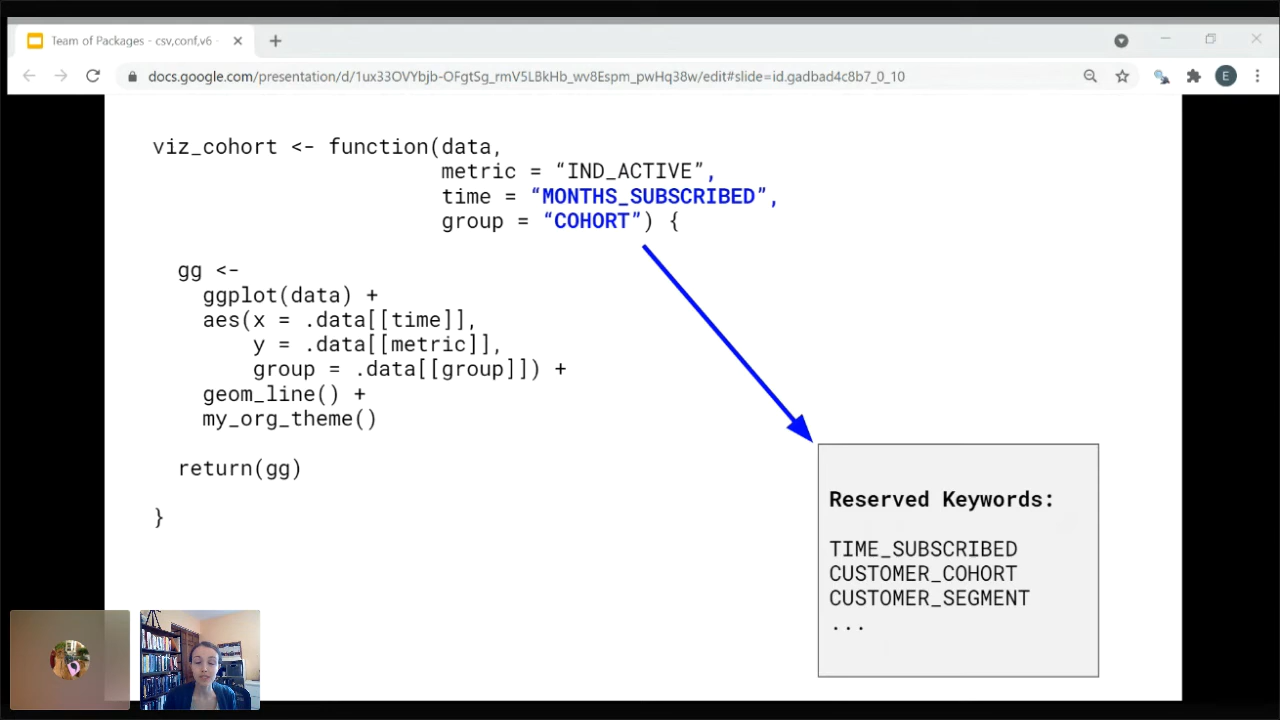 Team of Packages - csv,conf,v6 -
docs.google.com/presentation/d/1ux33OVYbjb-OFgtSg_rmV5LBkHb_wv8Espm_pwHq38w/edit#slide=id.gadbad4c8b7_0_10
E
viz_cohort <- function(data,
metric = “IND_ACTIVE”,
time = “MONTHS_SUBSCRIBED”,
group = “COHORT”) {
gg <-
ggplot(data) +
aes(x = .data[[time]],
y = .data[[metric]],
group = .data[[group]]) +
geom_line() +
my_org_theme()
return(gg)
}
Reserved Keywords:
TIME_SUBSCRIBED
CUSTOMER_COHORT
CUSTOMER_SEGMENT
...